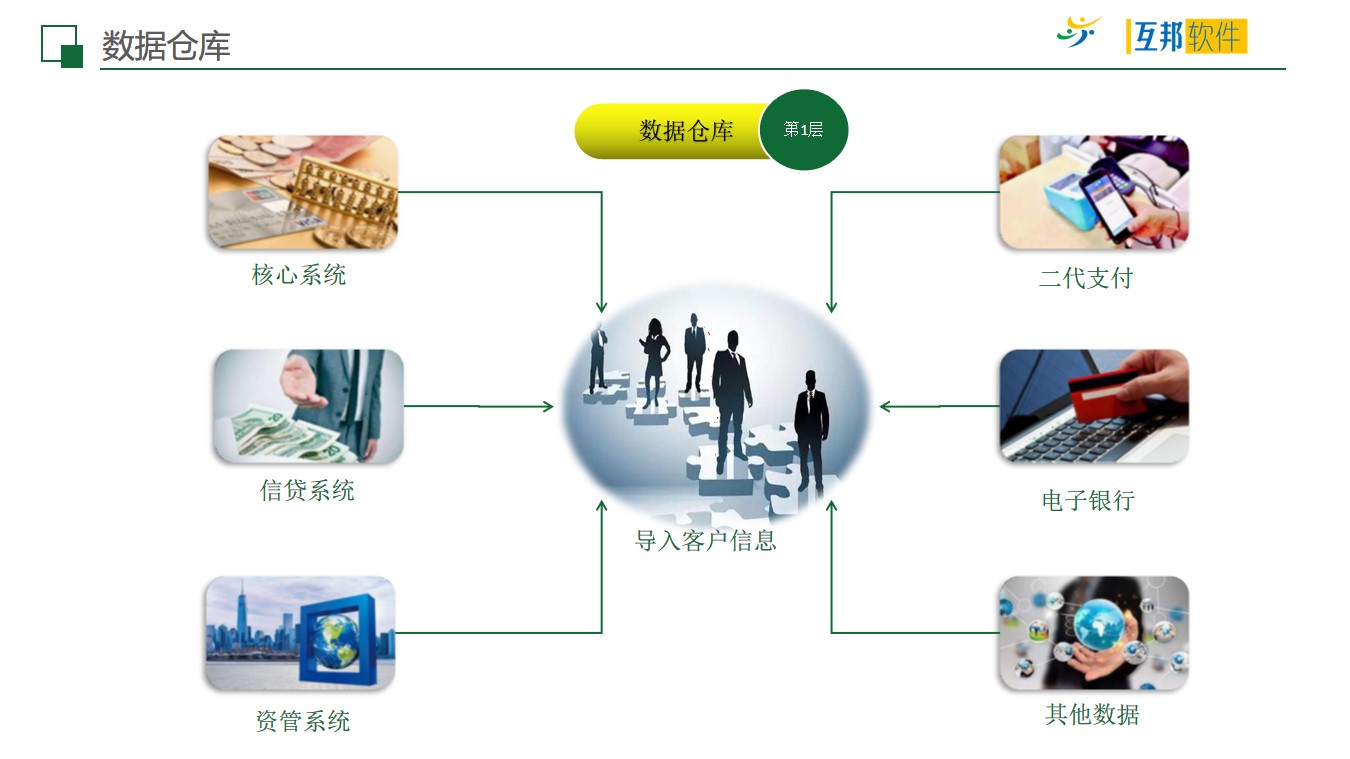 数据仓库
互邦软件
数据仓库
第1层
核心系统
二代支付
信贷系统
电子银行
导入客户信息
资管系统
其他数据
VISA